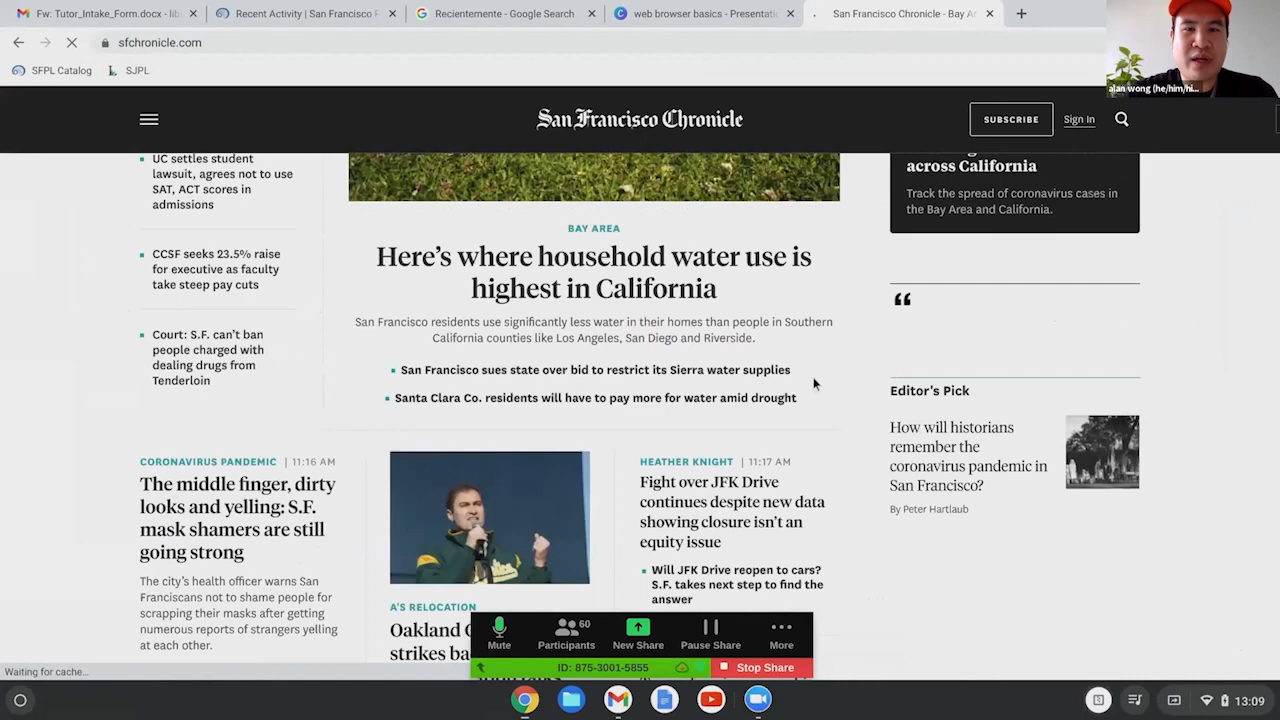 Fw: Tutor_Intake_Form.docx - lib
Recent Activity | San Francisco P
Recientemente - Google Search
web browser basics - Presentatio
San Francisco Chronicle - Bay Ar
sfchronicle.com
SFPL Catalog
SJPL
alan wong (he/him/hi...
San Francisco Chronicle
SUBSCRIBE
Sign In
UC settles student
lawsuit, agrees not to use
SAT, ACT scores in
admissions
CCSF seeks 23.5% raise
for executive as faculty
take steep pay cuts
Court: S.F. can't ban
people charged with
dealing drugs from
Tenderloin
BAY AREA
Here's where household water use is
highest in California
San Francisco residents use significantly less water in their homes than people in Southern
California counties like Los Angeles, San Diego and Riverside.
San Francisco sues state over bid to restrict its Sierra water supplies
Santa Clara Co. residents will have to pay more for water amid drought
across California
Track the spread of coronavirus cases in
the Bay Area and California.
“
Editor's Pick
How will historians
remember the
coronavirus pandemic in
San Francisco?
By Peter Hartlaub
CORONAVIRUS PANDEMIC | 11:16 AM
The middle finger, dirty
looks and yelling: S.F.
mask shamers are still
going strong
The city's health officer warns San
Franciscans not to shame people for
scrapping their masks after getting
numerous reports of strangers yelling
at each other.
A'S RELOCATION
Oakland
strikes ba
HEATHER KNIGHT | 11:17 AM
Fight over JFK Drive
continues despite new data
showing closure isn't an
equity issue
Will JFK Drive reopen to cars?
S.F. takes next step to find the
answer
Mute
60
Participants
New Share
Pause Share
More
ID: 875-3001-5855
Stop Share
Waiting for cache...
13:09